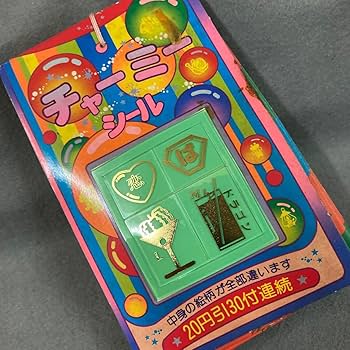 チャーミー
シール
恋
中身の絵柄が全部違います
20円引30付連続